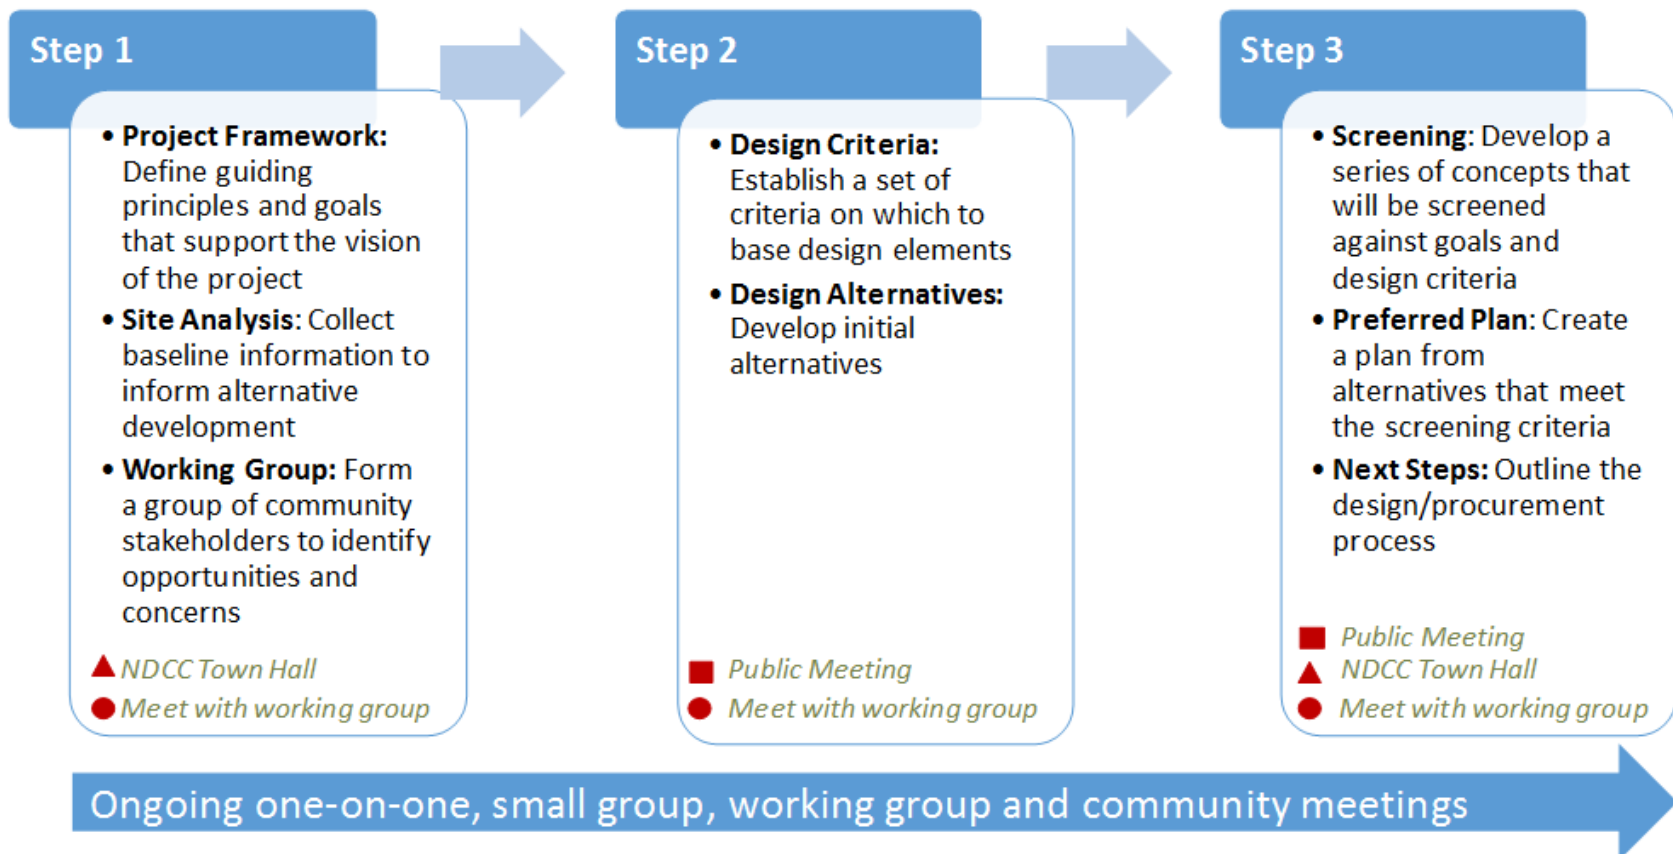 Step 1
• Project Framework:
Define guiding
principles and goals
that support the vision
of the project
• Site Analysis: Collect
baseline information to
inform alternative
development
• Working Group: Form
a group of community
stakeholders to identify
opportunities and
concerns
NDCC Town Hall
Meet with working group
Step 2
• Design Criteria:
Establish a set of
criteria on which to
base design elements
• Design Alternatives:
Develop initial
alternatives
Public Meeting
Meet with working group
Step 3
• Screening: Develop a
series of concepts that
will be screened
against goals and
design criteria
• Preferred Plan: Create
a plan from
alternatives that meet
the screening criteria
• Next Steps: Outline the
design/procurement
process
Public Meeting
NDCC Town Hall
Meet with working group
Ongoing one-on-one, small group, working group and community meetings